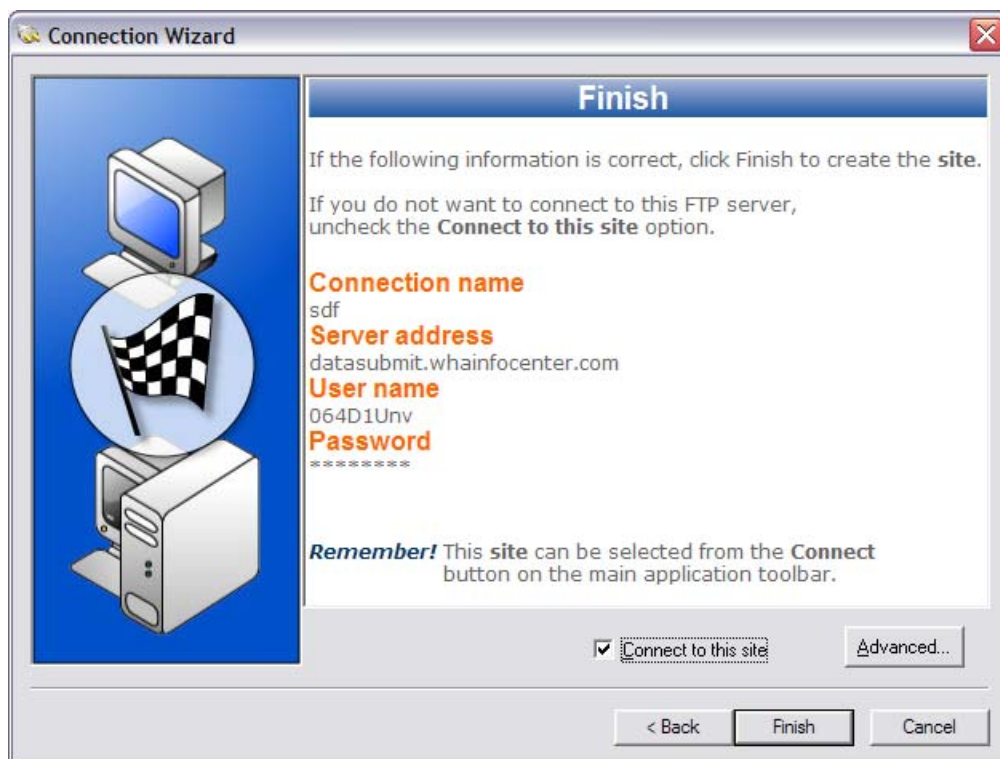 Connection Wizard
Finish
If the following information is correct, click Finish to create the site.
If you do not want to connect to this FTP server,
uncheck the Connect to this site option.
Connection name
sdf
Server address
datasubmit.whainfocenter.com
User name
064D1Unv
Password
********
Remember! This site can be selected from the Connect
button on the main application toolbar.
Connect to this site
Advanced...
< Back
Finish
Cancel